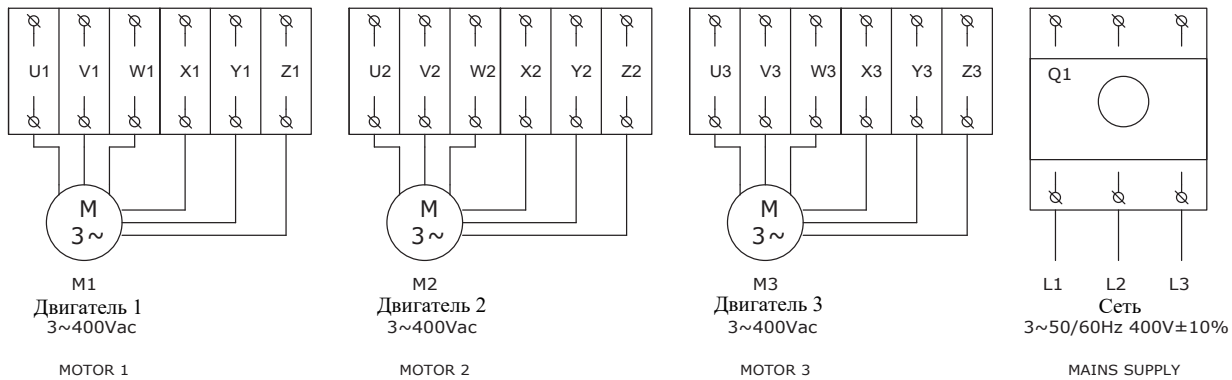 U1 V1 W1 X1 Y1 Z1 U2 V2 W2 X2 Y2 Z2 U3 V3 W3 X3 Y3 Z3 Q1
M 3~ M 3~ M 3~
M1 M2 M3 L1 L2 L3
Двигатель 1 Двигатель 2 Двигатель 3 Сеть
3~400Vac 3~400Vac 3~400Vac 3~50/60Hz 400V±10%
MOTOR 1 MOTOR 2 MOTOR 3 MAINS SUPPLY